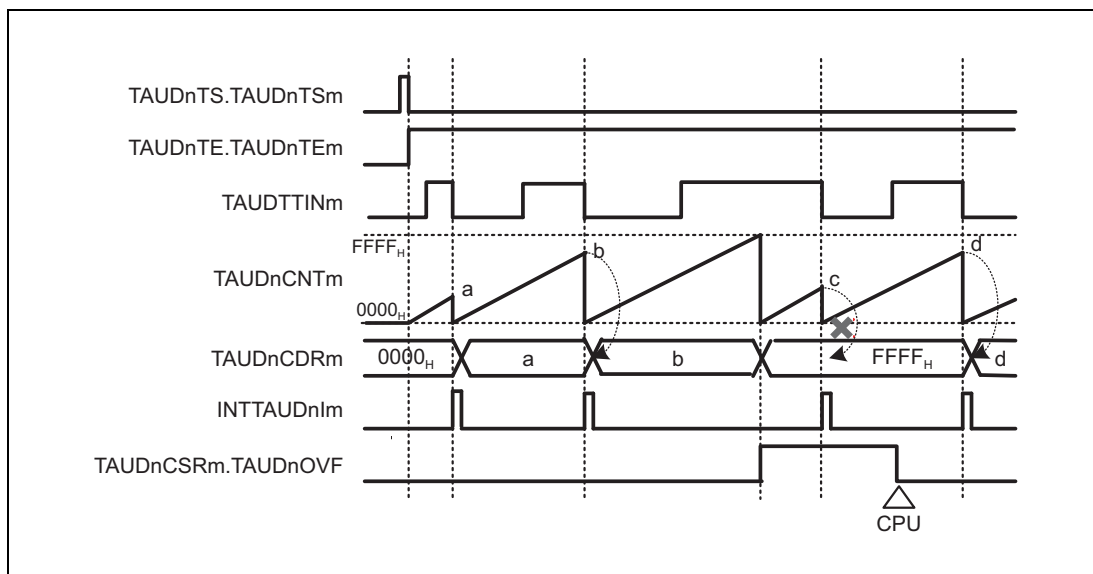 TAUDnTS.TAUDnTSm
TAUDnTE.TAUDnTEm
TAUDTTINm
FFFFH
TAUDnCNTm
0000H
a
b
c
d
TAUDnCDRm
0000H
a
b
FFFFH
d
INTTAUDnIm
TAUDnCSRm.TAUDnOVF
CPU